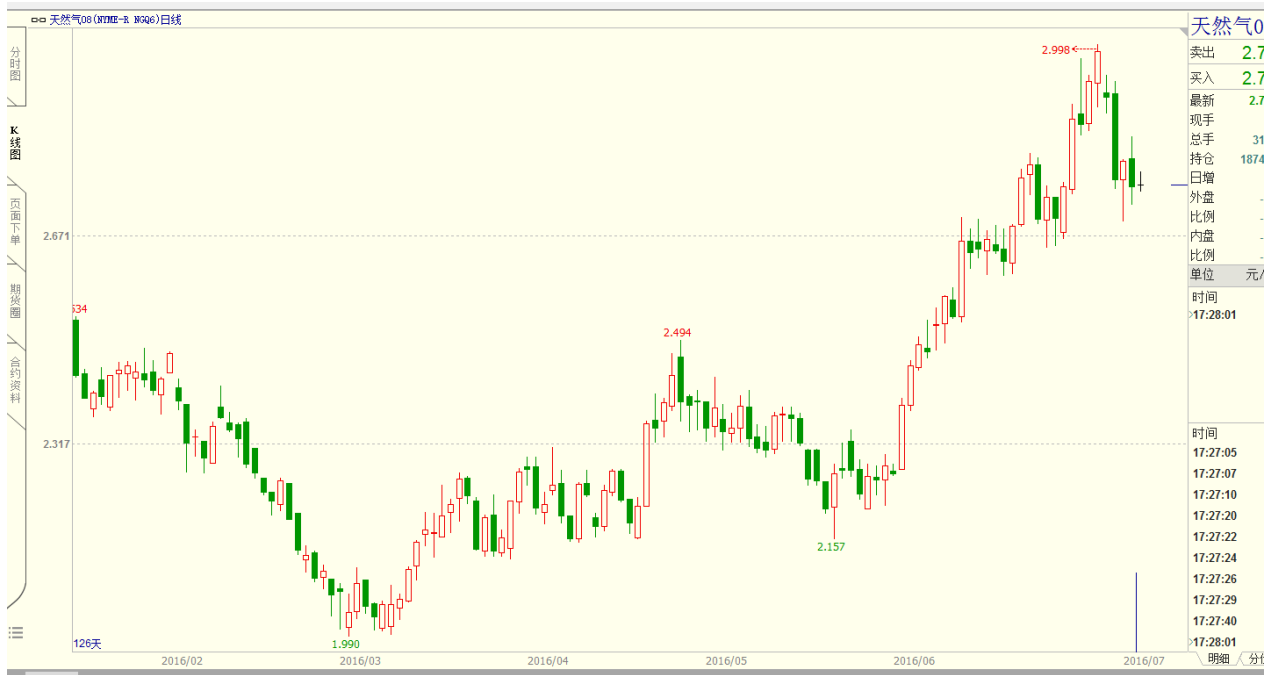 天然气08(NYME-R NGQ6)日线
分时图
K线图
页面下单
期货圈
合约资料
2.998
2.671
534
2.494
2.317
2.157
1.990
126天
2016/02
2016/03
2016/04
2016/05
2016/06
2016/07
天然气0
卖出 2.7
买入 2.7
最新 2.7
现手
总手 31
持仓 1874
日增
外盘 -
比例 -
内盘 -
比例 -
单位 元/
时间
17:28:01
时间
17:27:05
17:27:07
17:27:10
17:27:20
17:27:22
17:27:24
17:27:26
17:27:29
17:27:40
17:28:01
明细